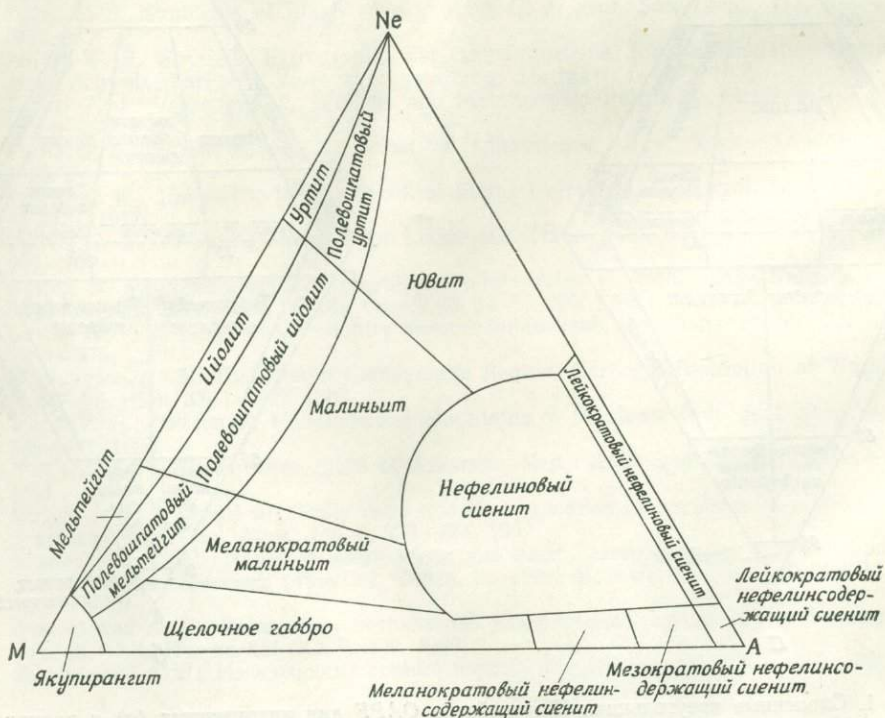 Ne
Уртит
Полевошпатовый
уртит
Ювит
Ийолит
Полевошпатовый ийолит
Малиньит
Лейкократовый нефелиновый сиенит
Мельтейгит
Полевошпатовый
мельтейгит
Нефелиновый
сиенит
Меланократовый
малиньит
Лейкократовый
нефелинсодер-
жащий сиенит
Щелочное габбро
M
A
Якупирангит
Меланократовый нефелин-
содержащий сиенит
Мезократовый нефелинсо-
держащий сиенит